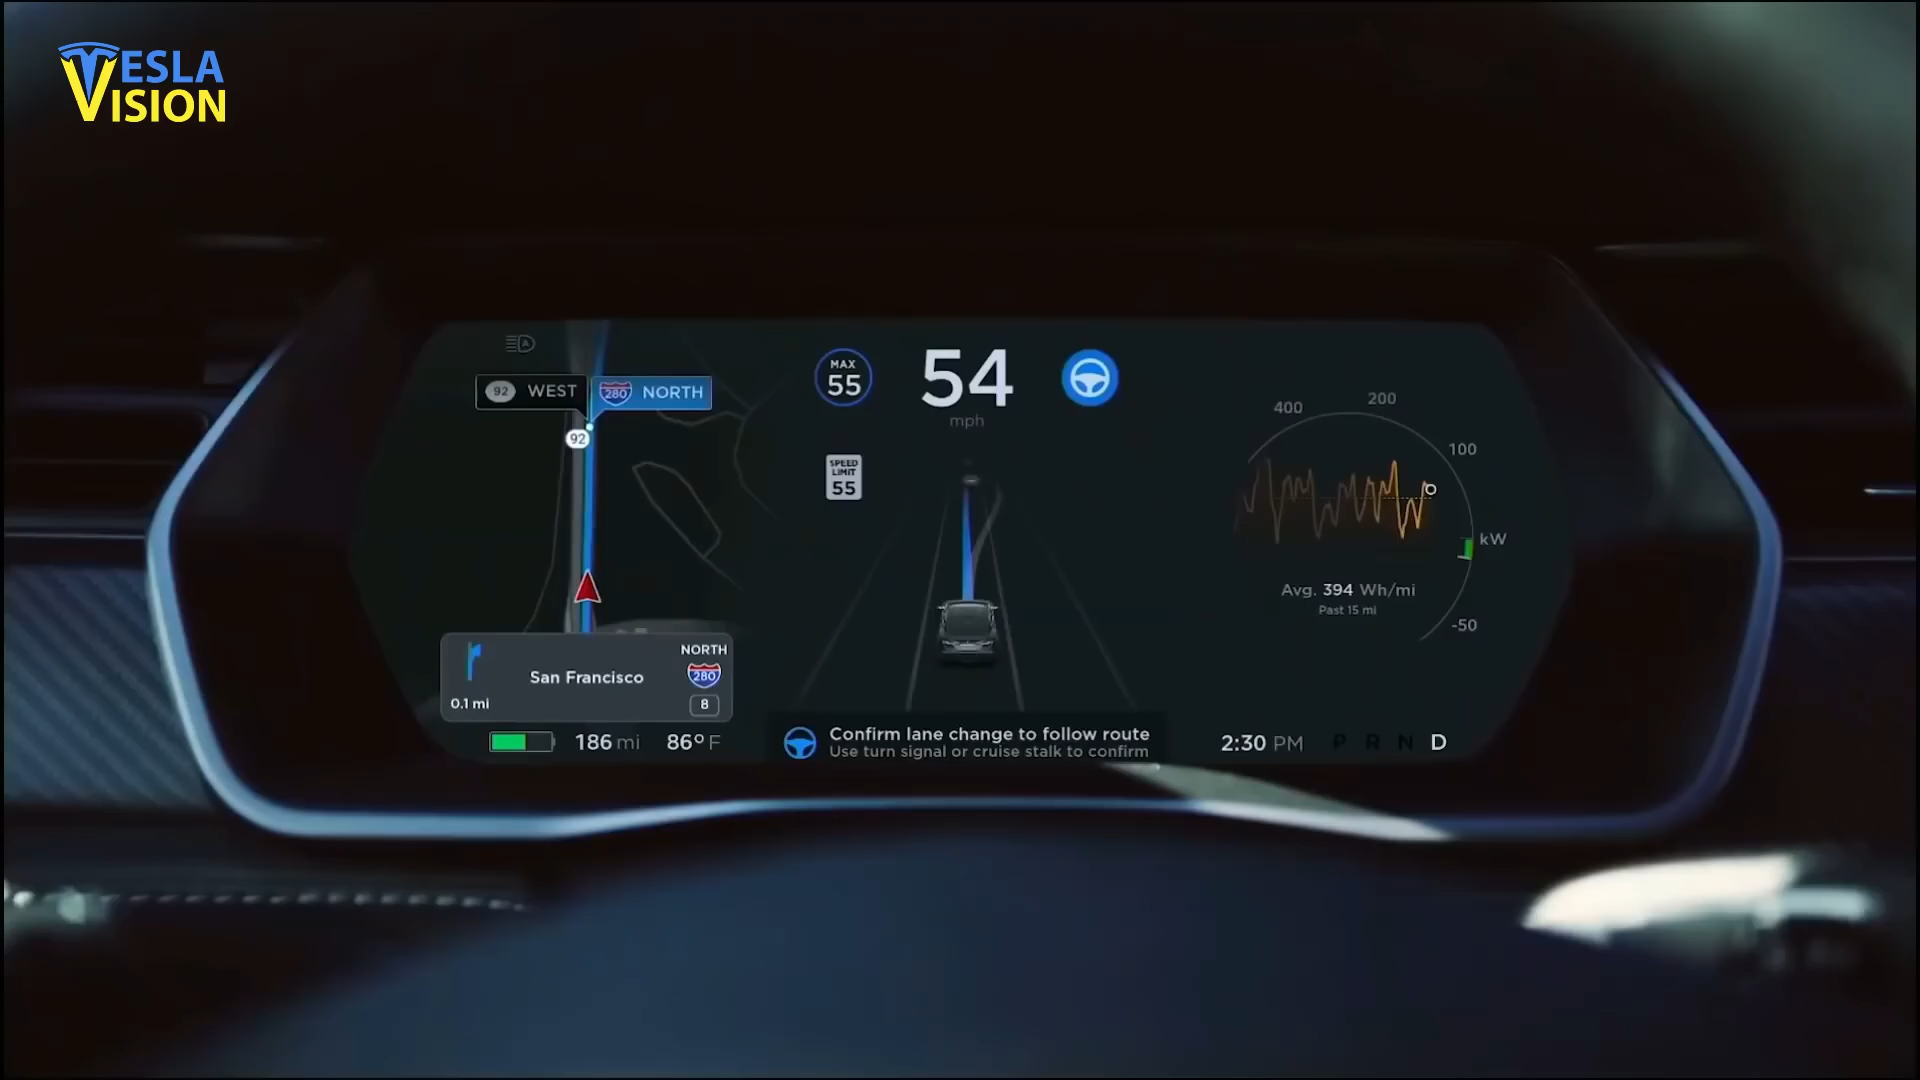 TESLA
VISION
92 WEST
280 NORTH
92
MAX
55
54
mph
SPEED
LIMIT
55
400
200
100
kW
-50
Avg. 394 Wh/mi
Past 15 mi
NORTH
San Francisco
280
0.1 mi
8
186 mi
86° F
Confirm lane change to follow route
Use turn signal or cruise stalk to confirm
2:30 PM
P R N D